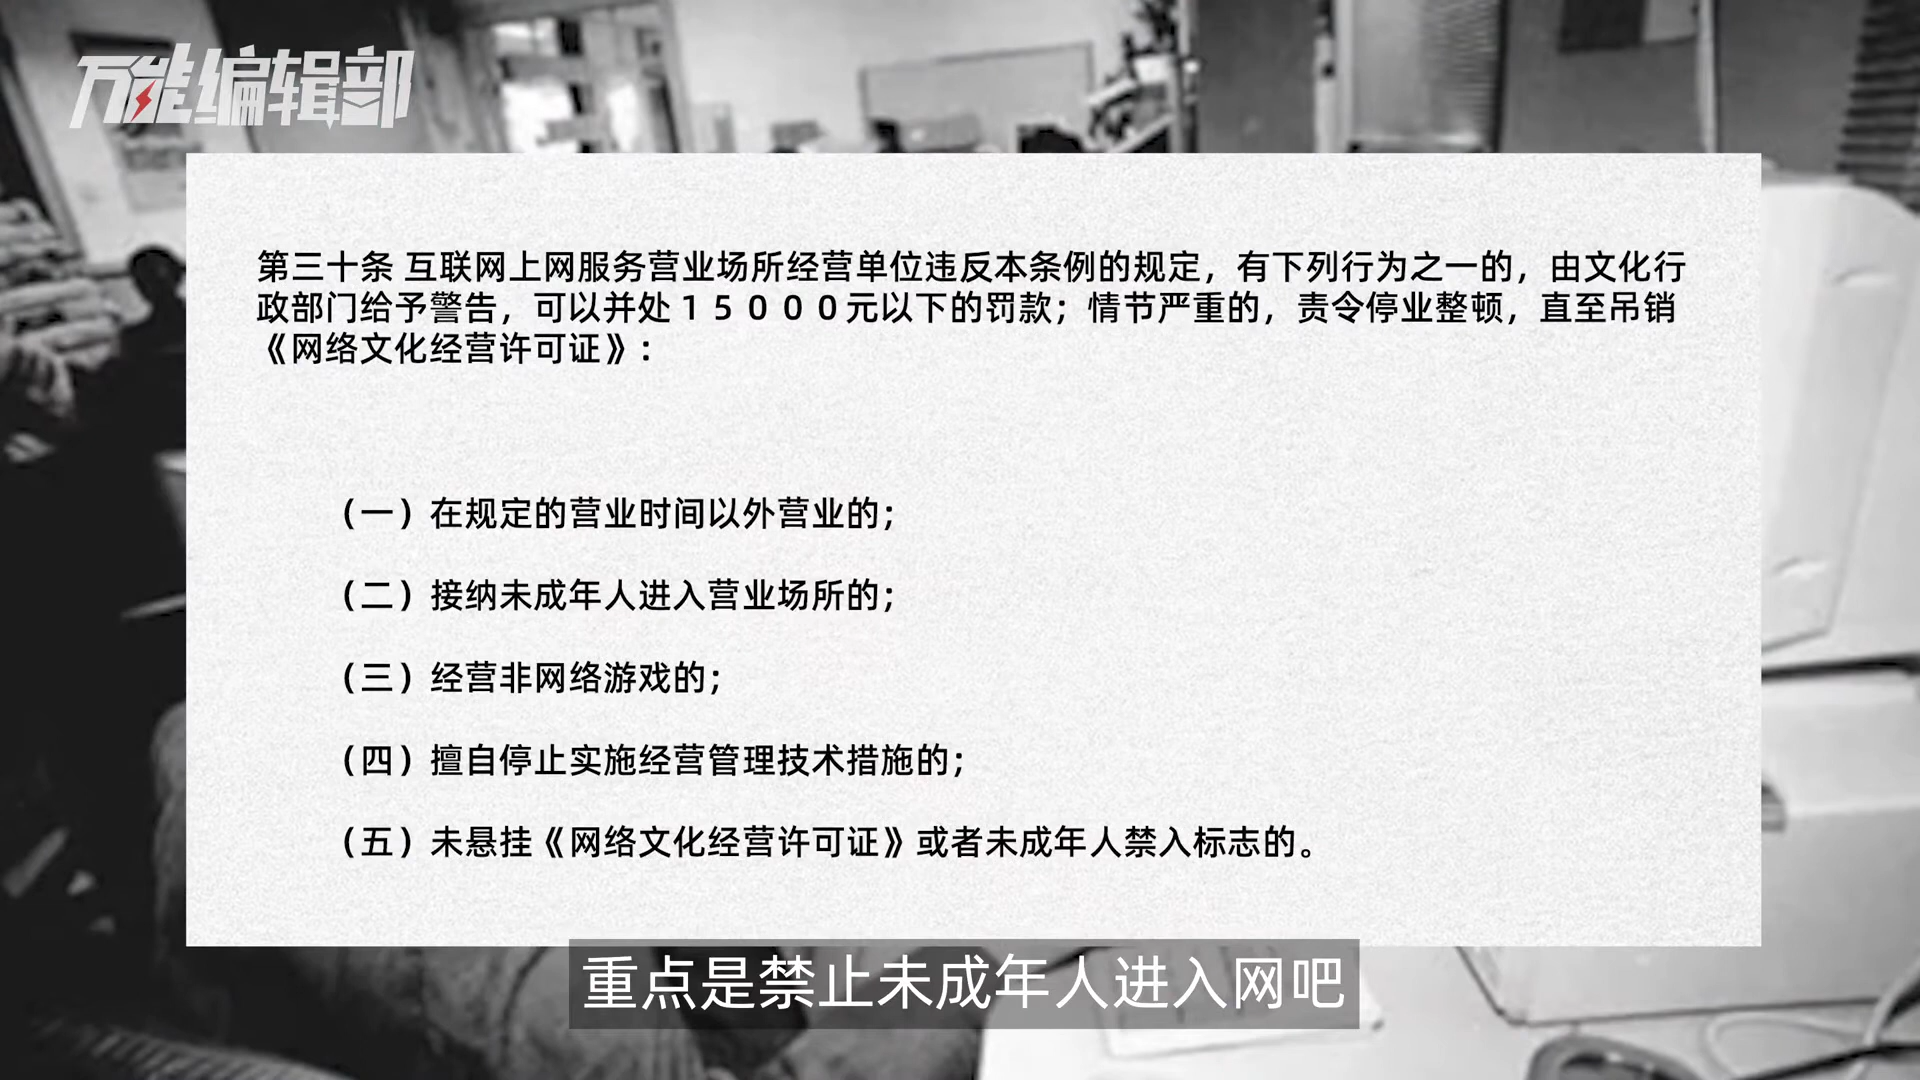 万能编辑部
第三十条 互联网上网服务营业场所经营单位违反本条例的规定，有下列行为之一的，由文化行
政部门给予警告，可以并处１５０００元以下的罚款；情节严重的，责令停业整顿，直至吊销
《网络文化经营许可证》：
（一）在规定的营业时间以外营业的；
（二）接纳未成年人进入营业场所的；
（三）经营非网络游戏的；
（四）擅自停止实施经营管理技术措施的；
（五）未悬挂《网络文化经营许可证》或者未成年人禁入标志的。
重点是禁止未成年人进入网吧